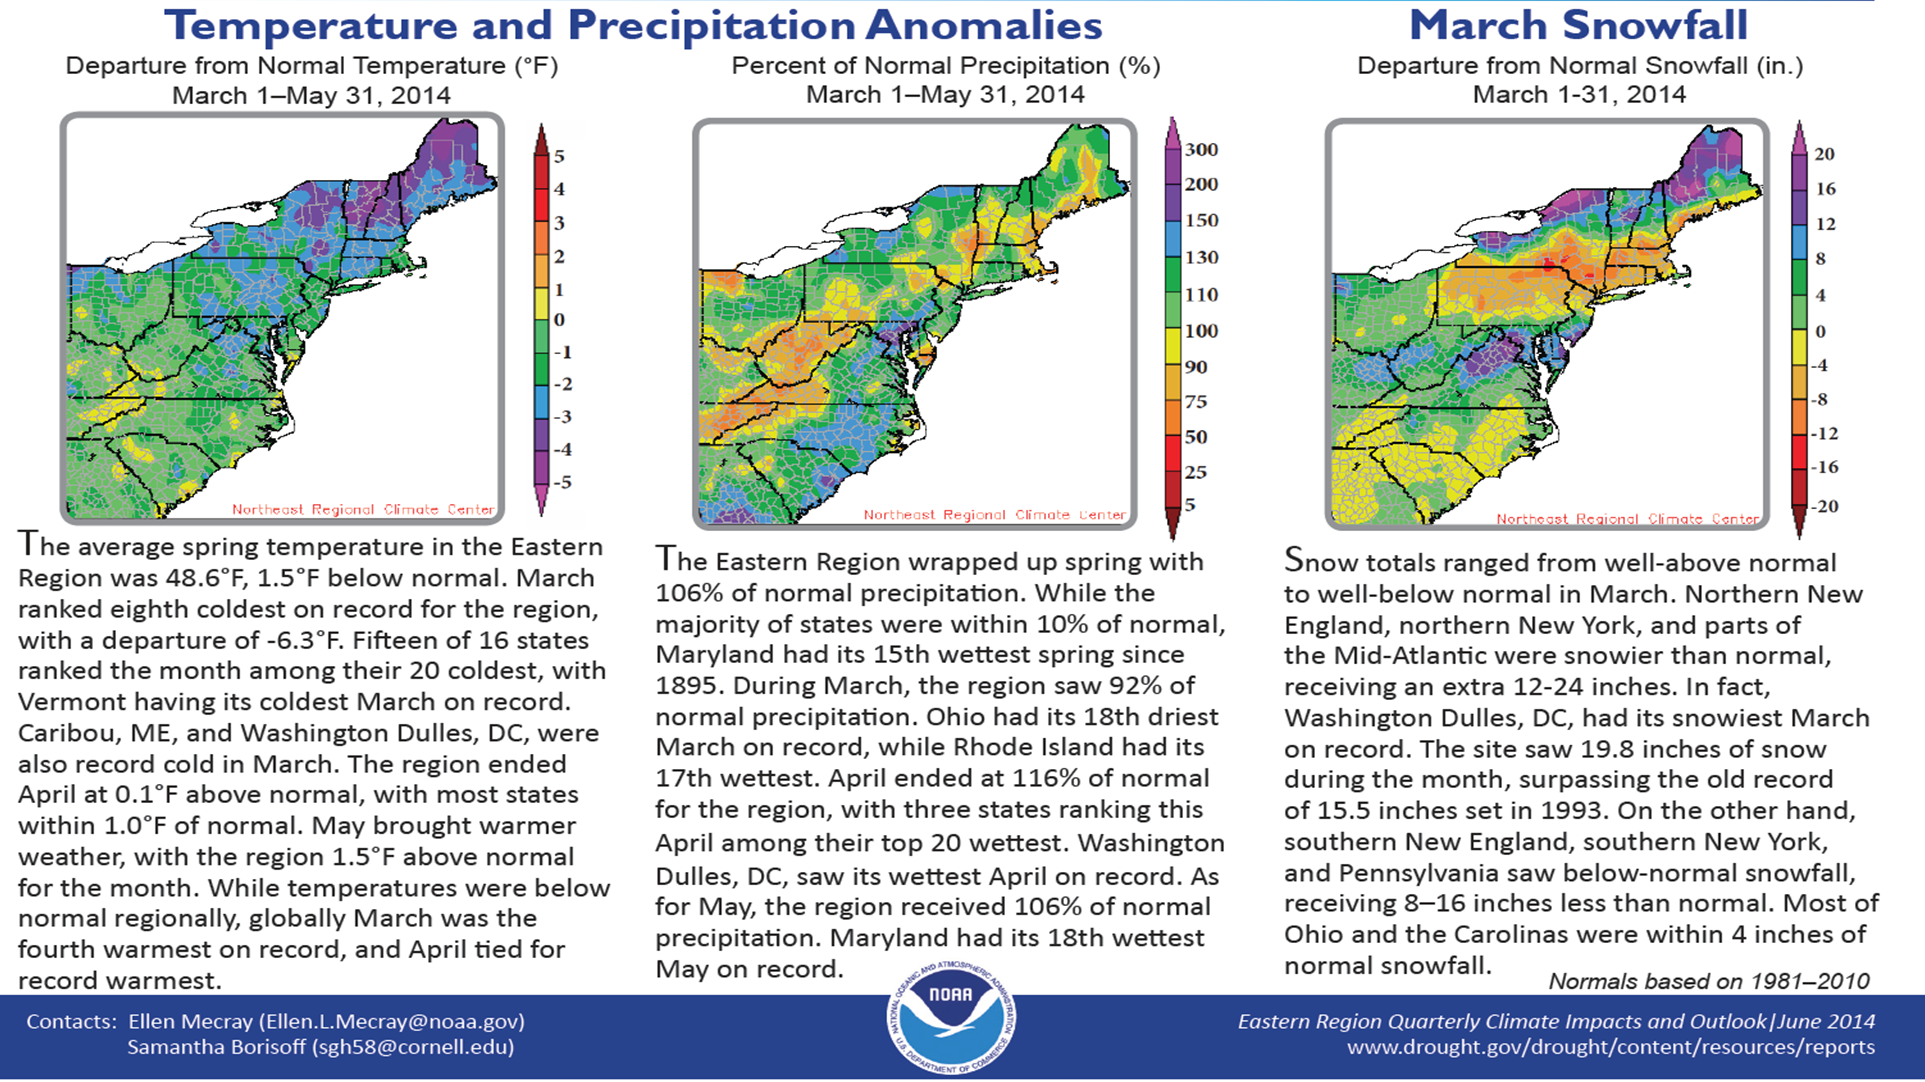 Temperature and Precipitation Anomalies
Departure from Normal Temperature (°F)
March 1–May 31, 2014
5
4
3
2
1
0
-1
-2
-3
-4
-5
Northeast Regional Climate Center
The average spring temperature in the Eastern
Region was 48.6°F, 1.5°F below normal. March
ranked eighth coldest on record for the region,
with a departure of -6.3°F. Fifteen of 16 states
ranked the month among their 20 coldest, with
Vermont having its coldest March on record.
Caribou, ME, and Washington Dulles, DC, were
also record cold in March. The region ended
April at 0.1°F above normal, with most states
within 1.0°F of normal. May brought warmer
weather, with the region 1.5°F above normal
for the month. While temperatures were below
normal regionally, globally March was the
fourth warmest on record, and April tied for
record warmest.
Percent of Normal Precipitation (%)
March 1–May 31, 2014
300
200
150
130
110
100
90
75
50
25
5
Northeast Regional Climate Center
The Eastern Region wrapped up spring with
106% of normal precipitation. While the
majority of states were within 10% of normal,
Maryland had its 15th wettest spring since
1895. During March, the region saw 92% of
normal precipitation. Ohio had its 18th driest
March on record, while Rhode Island had its
17th wettest. April ended at 116% of normal
for the region, with three states ranking this
April among their top 20 wettest. Washington
Dulles, DC, saw its wettest April on record. As
for May, the region received 106% of normal
precipitation. Maryland had its 18th wettest
May on record.
March Snowfall
Departure from Normal Snowfall (in.)
March 1-31, 2014
20
16
12
8
4
0
-4
-8
-12
-16
-20
Northeast Regional Climate Center
Snow totals ranged from well-above normal
to well-below normal in March. Northern New
England, northern New York, and parts of
the Mid-Atlantic were snowier than normal,
receiving an extra 12-24 inches. In fact,
Washington Dulles, DC, had its snowiest March
on record. The site saw 19.8 inches of snow
during the month, surpassing the old record
of 15.5 inches set in 1993. On the other hand,
southern New England, southern New York,
and Pennsylvania saw below-normal snowfall,
receiving 8–16 inches less than normal. Most of
Ohio and the Carolinas were within 4 inches of
normal snowfall.
Normals based on 1981–2010
Contacts: Ellen Mecray (Ellen.L.Mecray@noaa.gov)
Samantha Borisoff (sgh58@cornell.edu)
NATIONAL OCEANIC AND ATMOSPHERIC ADMINISTRATION
NOAA
U.S. DEPARTMENT OF COMMERCE
Eastern Region Quarterly Climate Impacts and Outlook|June 2014
www.drought.gov/drought/content/resources/reports